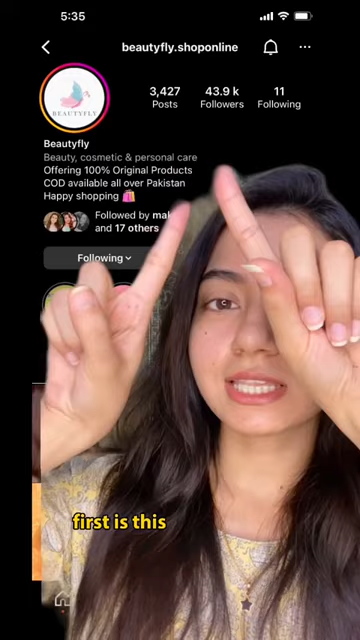 5:35
beautyfly.shoponline
BEAUTYFLY
3,427 43.9 k 11
Posts Followers Following
Beautyfly
Beauty, cosmetic & personal care
Offering 100% Original Products
COD available all over Pakistan
Happy shopping 🛍️
Followed by
and 17 others
Following
first is this